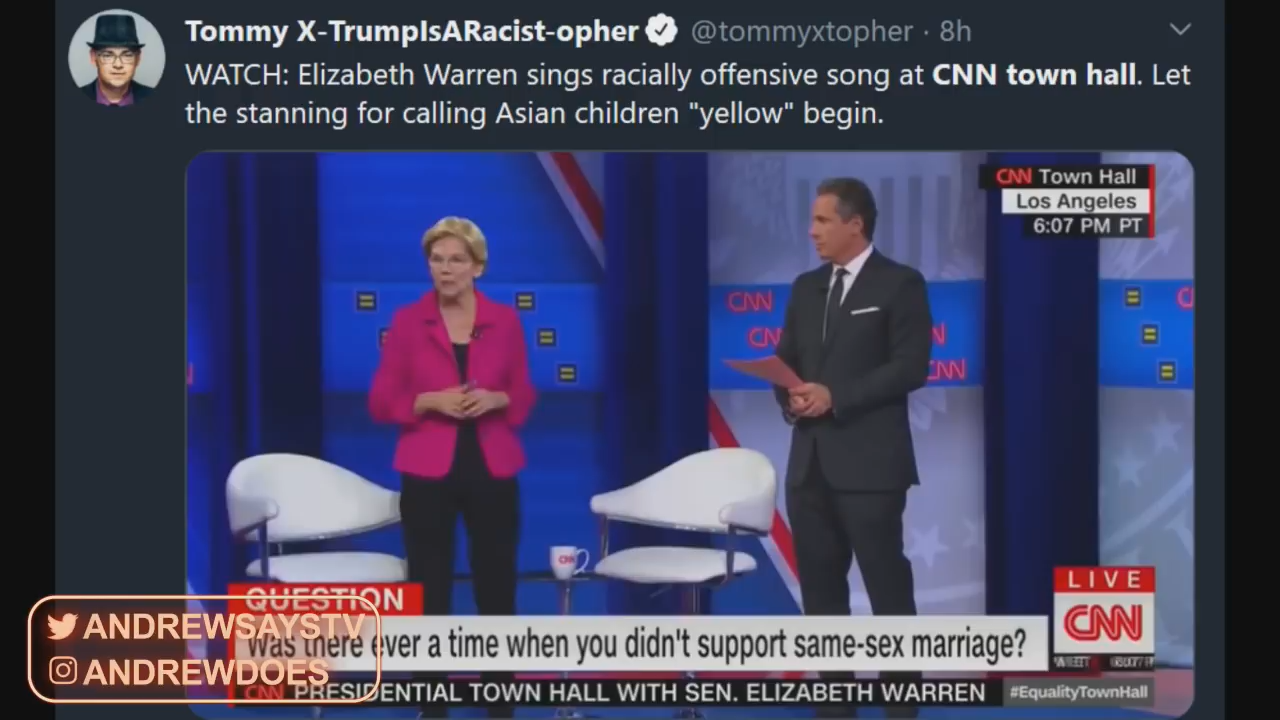 Tommy X-TrumpIsARacist-opher @tommyxtopher · 8h
WATCH: Elizabeth Warren sings racially offensive song at CNN town hall. Let
the stanning for calling Asian children "yellow" begin.
CNN Town Hall
Los Angeles
6:07 PM PT
CNN
CNN
CNN
CNN
QUESTION
Was there ever a time when you didn't support same-sex marriage?
LIVE
CNN
CNN PRESIDENTIAL TOWN HALL WITH SEN. ELIZABETH WARREN
#EqualityTownHall
ANDREWSAYSTV
ANDREWDOES